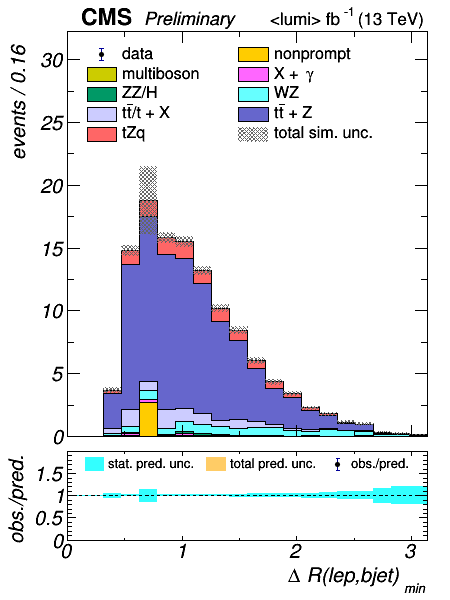 CMS Preliminary <lumi> fb⁻¹ (13 TeV)
events / 0.16
30
25
20
15
10
5
0
data
nonprompt
multiboson
X + γ
ZZ/H
WZ
tt̄/t + X
tt̄ + Z
tZq
total sim. unc.
obs./pred.
1.5
1
0.5
0
stat. pred. unc.
total pred. unc.
obs./pred.
0 1 2 3
Δ R(lep,bjet) min